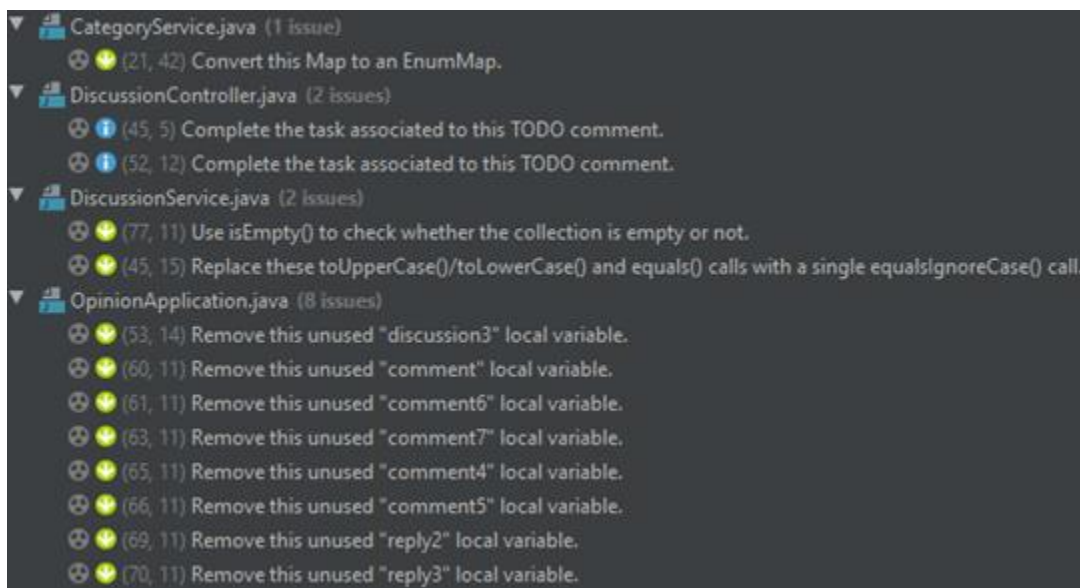 CategoryService.java (1 issue)
(21, 42) Convert this Map to an EnumMap.
DiscussionController.java (2 issues)
(45, 5) Complete the task associated to this TODO comment.
(52, 12) Complete the task associated to this TODO comment.
DiscussionService.java (2 issues)
(77, 11) Use isEmpty() to check whether the collection is empty or not.
(45, 15) Replace these toUpperCase()/toLowerCase() and equals() calls with a single equalsIgnoreCase() call.
OpinionApplication.java (8 issues)
(53, 14) Remove this unused "discussion3" local variable.
(60, 11) Remove this unused "comment" local variable.
(61, 11) Remove this unused "comment6" local variable.
(63, 11) Remove this unused "comment7" local variable.
(65, 11) Remove this unused "comment4" local variable.
(66, 11) Remove this unused "comment5" local variable.
(69, 11) Remove this unused "reply2" local variable.
(70, 11) Remove this unused "reply3" local variable.